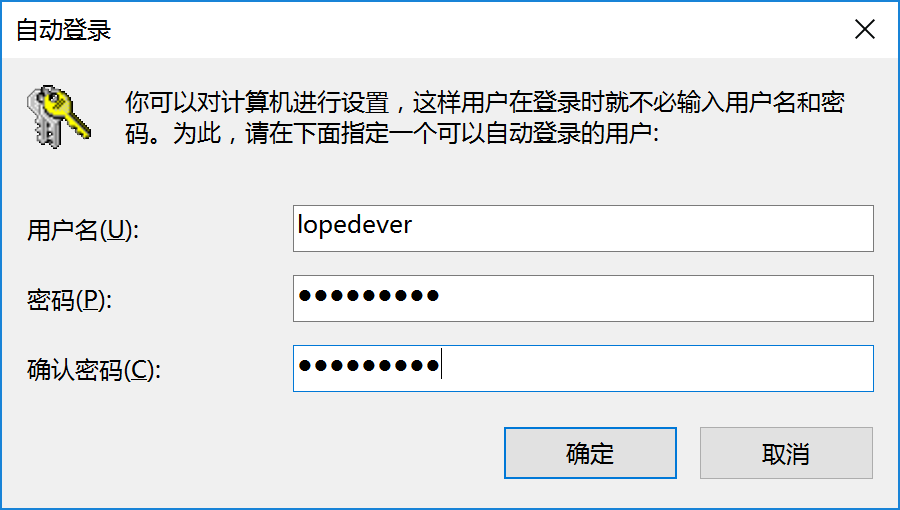 自动登录
你可以对计算机进行设置，这样用户在登录时就不必输入用户名和密
码。为此，请在下面指定一个可以自动登录的用户:
用户名(U):
lopedever
密码(P):
●●●●●●●●●
确认密码(C):
●●●●●●●●●
确定
取消